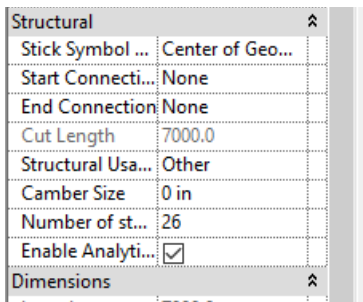 Structural
Stick Symbol ... Center of Geo...
Start Connecti... None
End Connection None
Cut Length 7000.0
Structural Usa... Other
Camber Size 0 in
Number of st... 26
Enable Analyti...
Dimensions